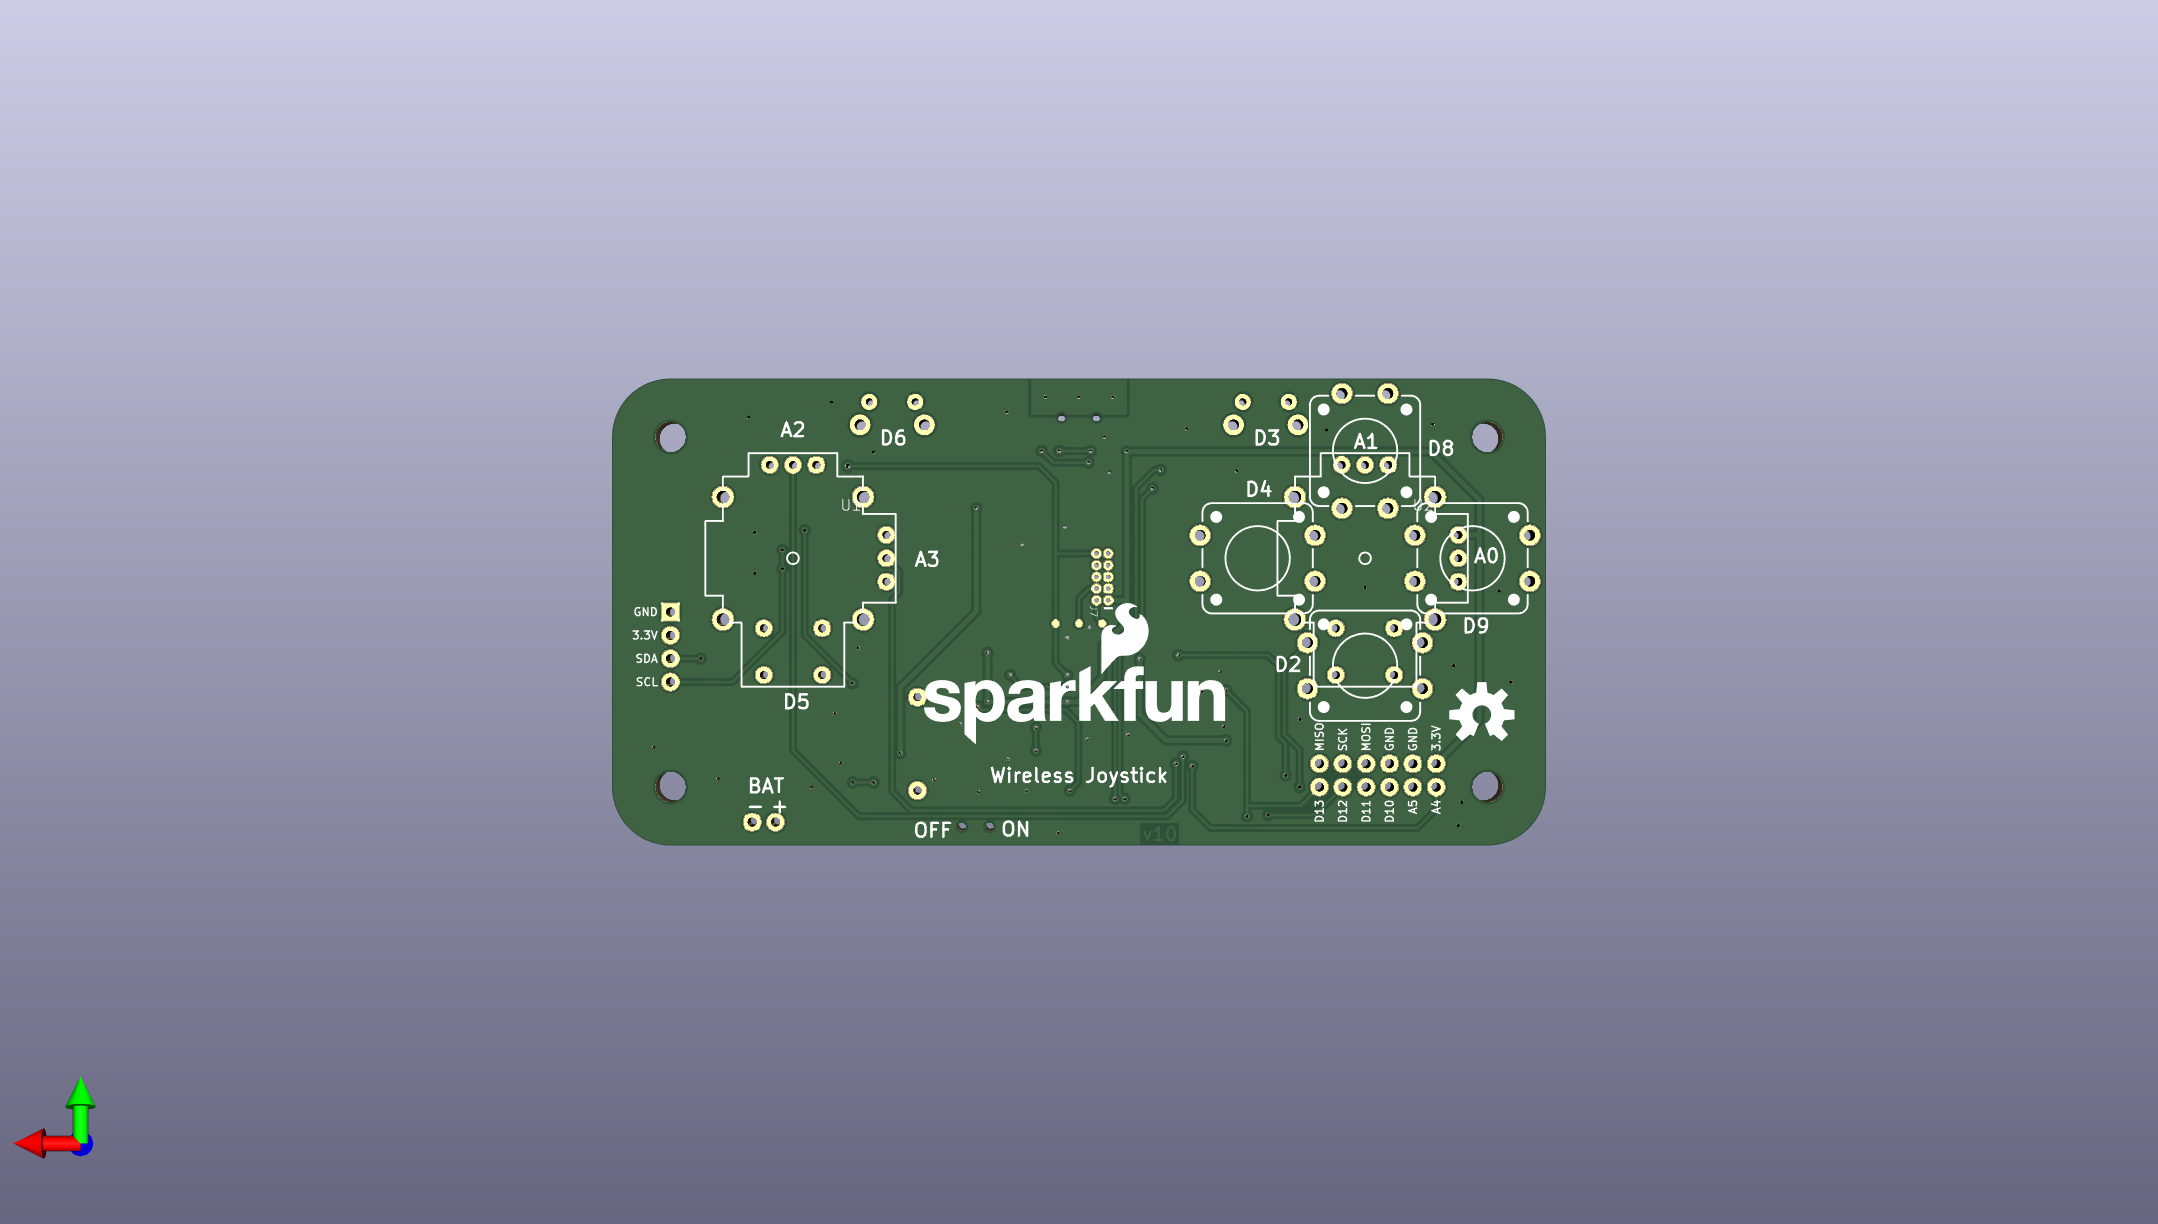 A2
D6
D3
A1
D8
D4
U1
A3
A0
GND
3.3V
SDA
SCL
D9
D2
D5
sparkfun
MISO
SCK
MOSI
GND
GND
3.3V
Wireless Joystick
BAT
- +
D13
D12
D11
D10
A5
A4
OFF
ON
v10